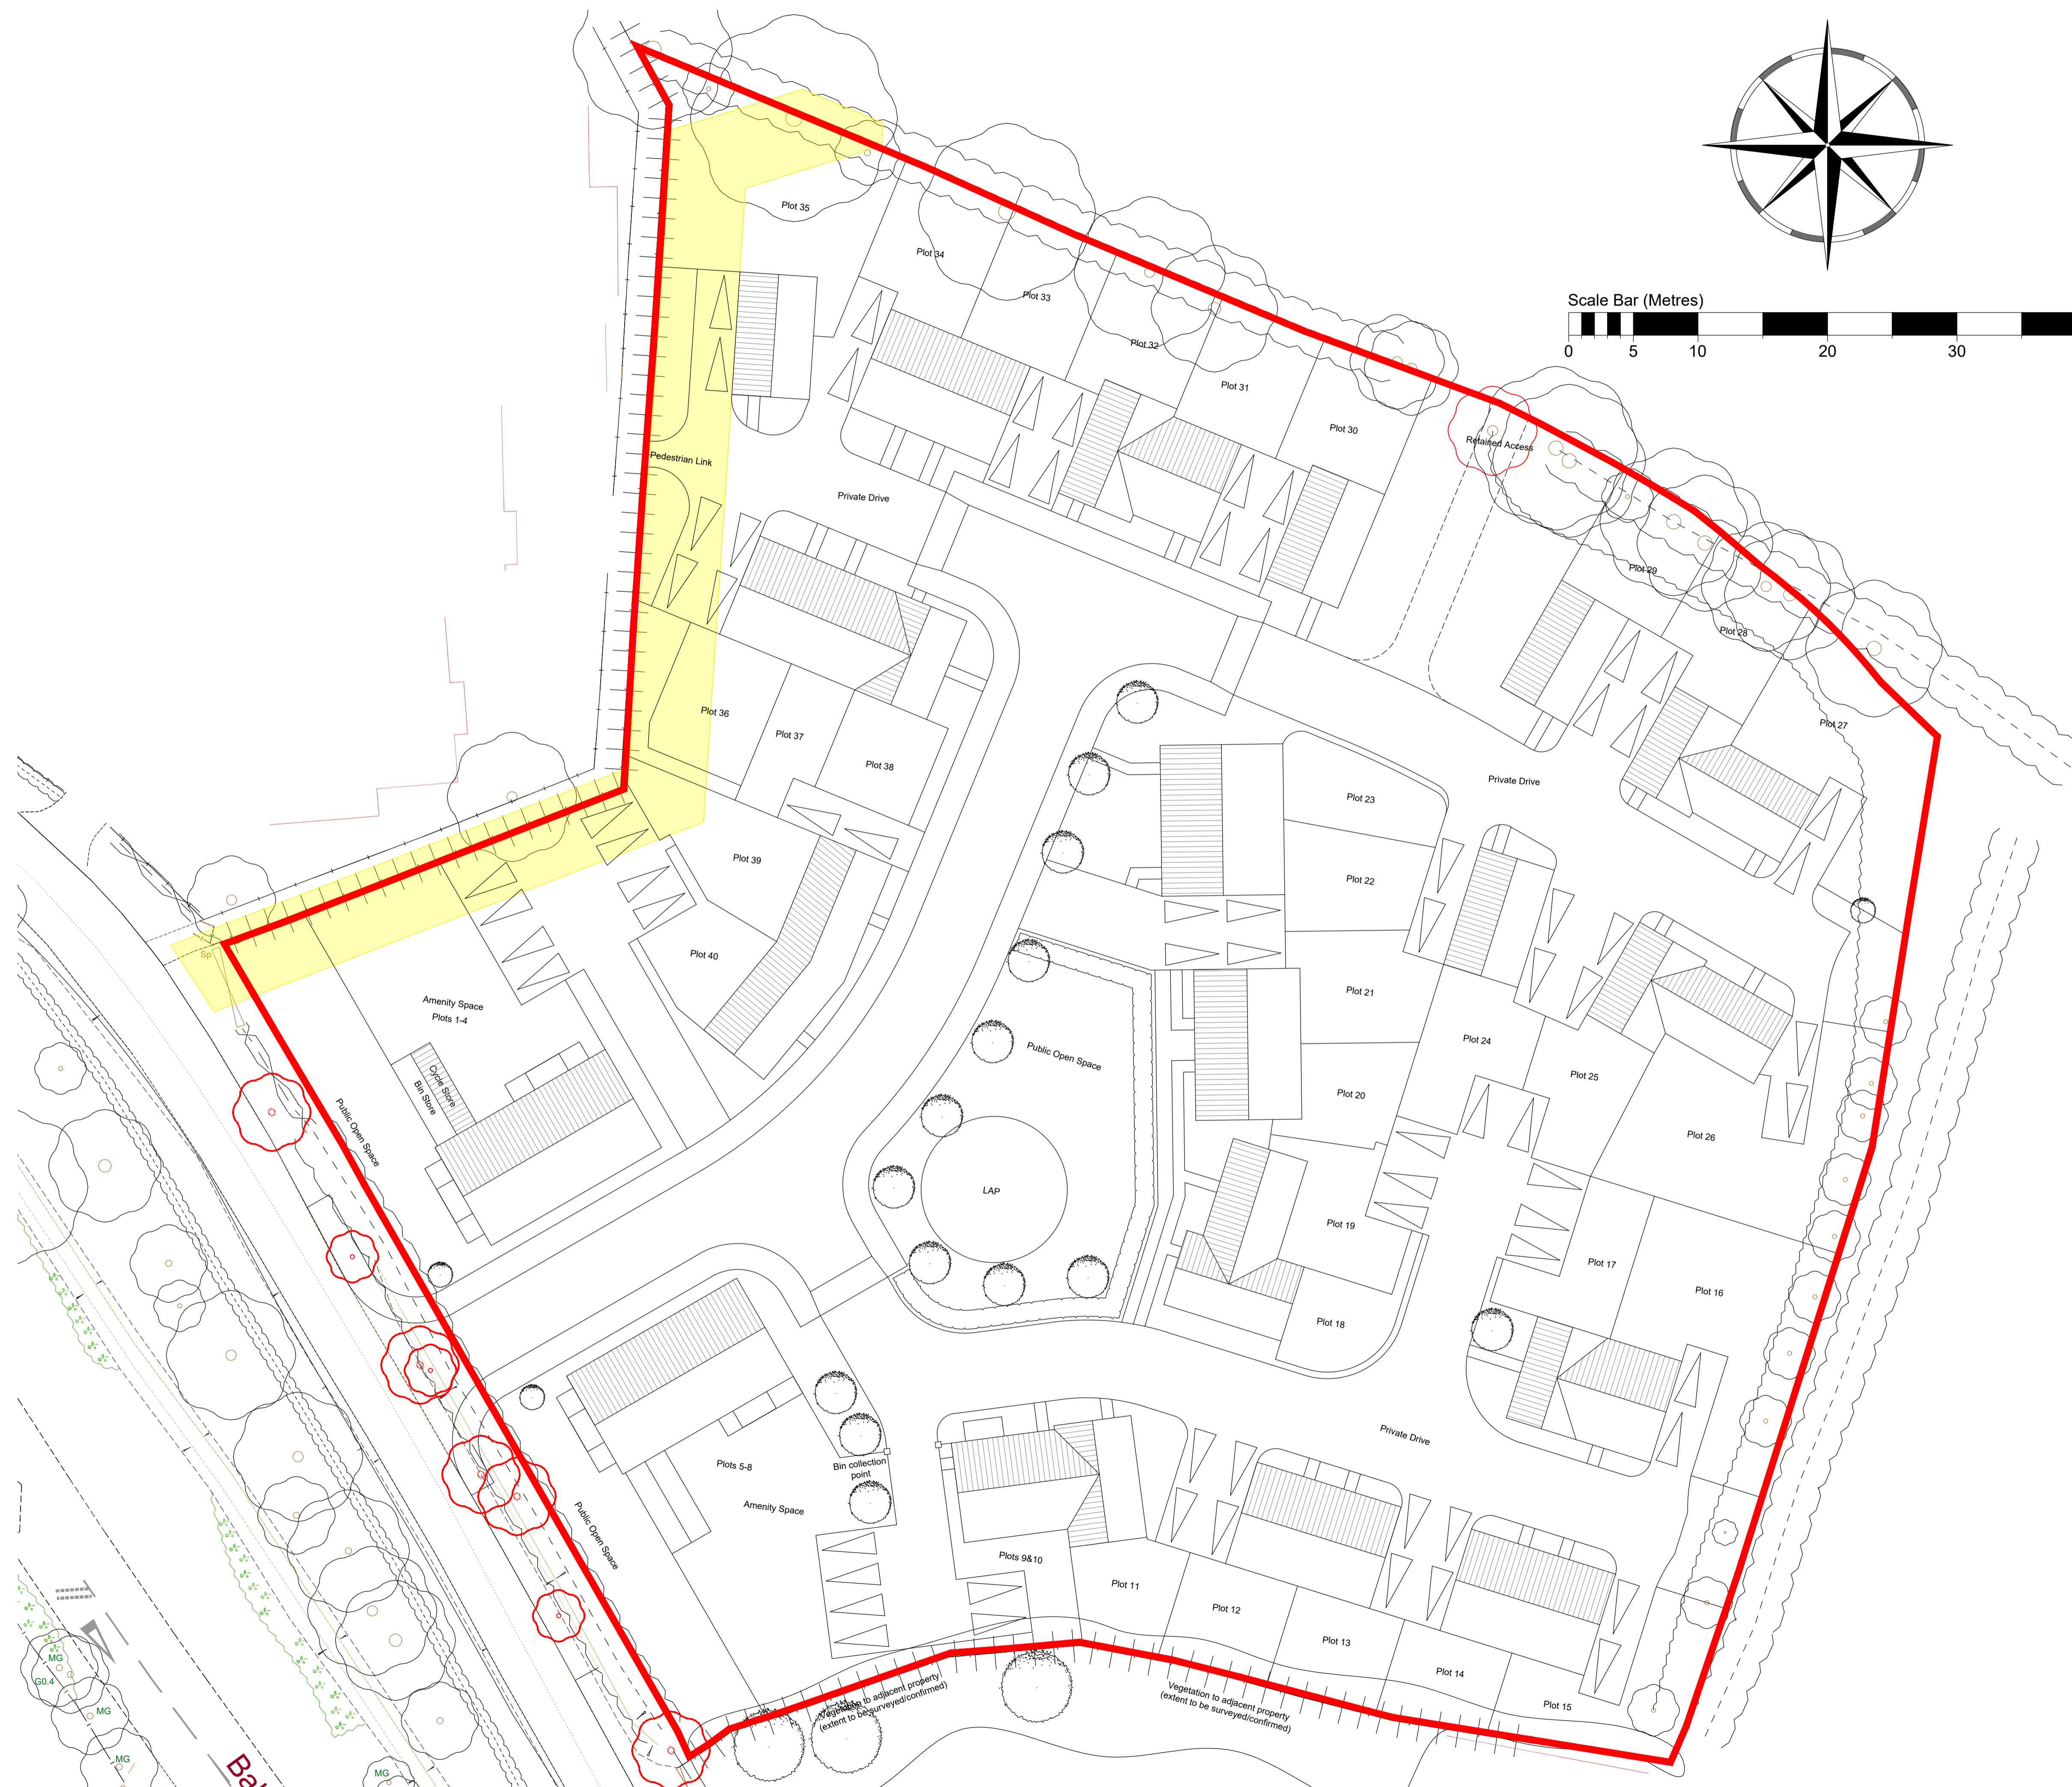 Scale Bar (Metres)
0 5 10 20 30
Plot 35
Plot 34
Plot 33
Plot 32
Plot 31
Plot 30
Retained Access
Pedestrian Link
Private Drive
Plot 29
Plot 28
Plot 27
Plot 36
Plot 37
Plot 38
Plot 39
Plot 40
Private Drive
Plot 23
Plot 22
Plot 21
Plot 20
Plot 19
Plot 18
Plot 24
Plot 25
Plot 26
Plot 17
Plot 16
Sp
Amenity Space
Plots 1-4
Cycle Store
Bin Store
Public Open Space
Public Open Space
LAP
Plots 5-8
Amenity Space
Bin collection
point
Public Open Space
Private Drive
Plots 9&10
Plot 11
Plot 12
Plot 13
Plot 14
Plot 15
Vegetation to adjacent property
(extent to be surveyed/confirmed)
Vegetation to adjacent property
(extent to be surveyed/confirmed)
MG
G0.4
MG
MG
MG